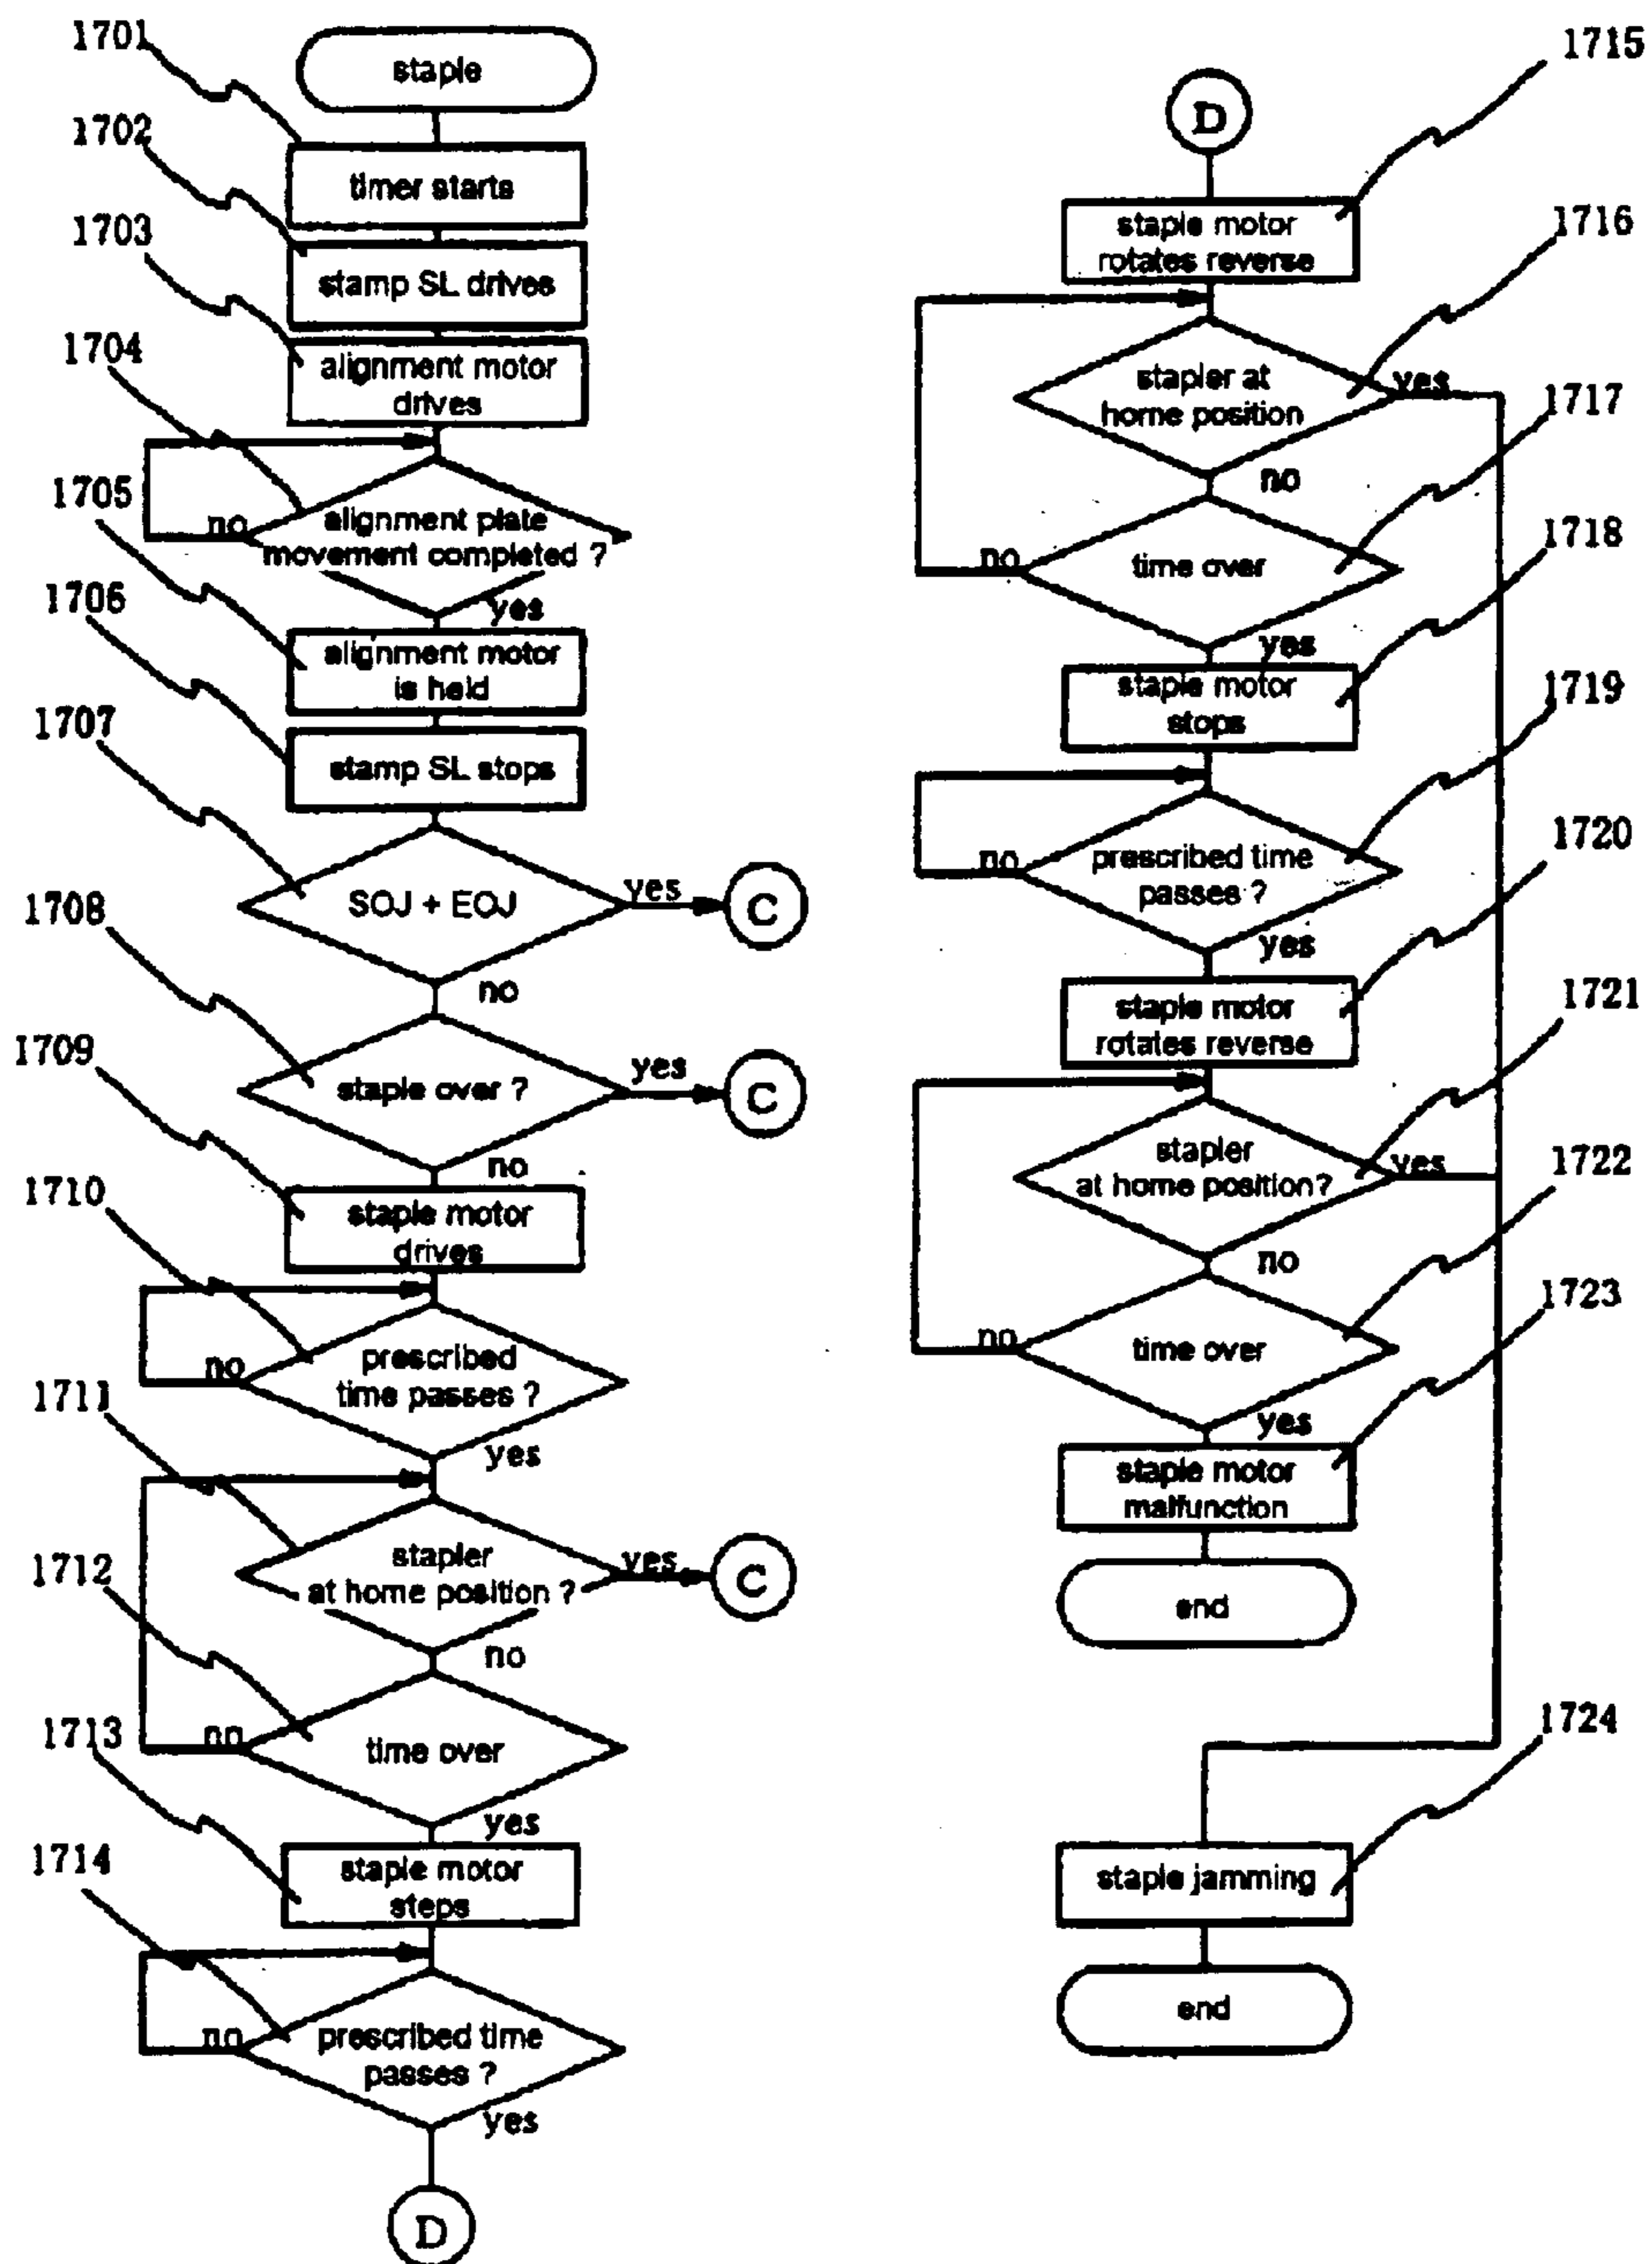 1701
staple
1702
timer starts
1703
stamp SL drives
1704
alignment motor
drives
1705
no
alignment plate
movement completed ?
yes
1706
alignment motor
is held
1707
stamp SL stops
1708
SOJ + EOJ
yes
C
no
1709
staple over ?
yes
C
no
1710
staple motor
drives
1711
no
prescribed
time passes ?
yes
1712
stapler
at home position ?
yes
C
no
1713
no
time over
yes
1714
staple motor
steps
no
prescribed time
passes ?
yes
D
D
1715
staple motor
rotates reverse
1716
stapler at
home position
yes
no
1717
no
time over
yes
1718
staple motor
stops
1719
no
prescribed time
passes ?
yes
1720
staple motor
rotates reverse
1721
stapler
at home position?
yes
no
1722
no
time over
yes
1723
staple motor
malfunction
end
1724
staple jamming
end